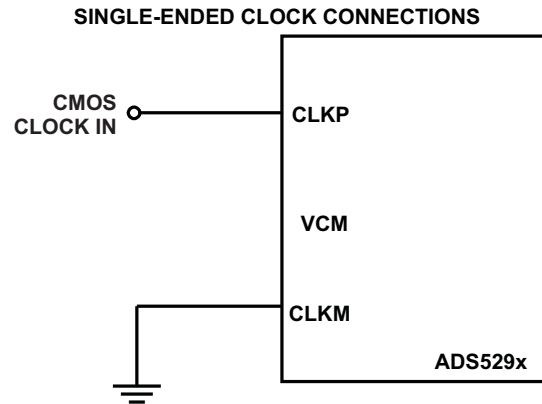 SINGLE-ENDED CLOCK CONNECTIONS
CMOS
CLOCK IN
CLKP
VCM
CLKM
ADS529x